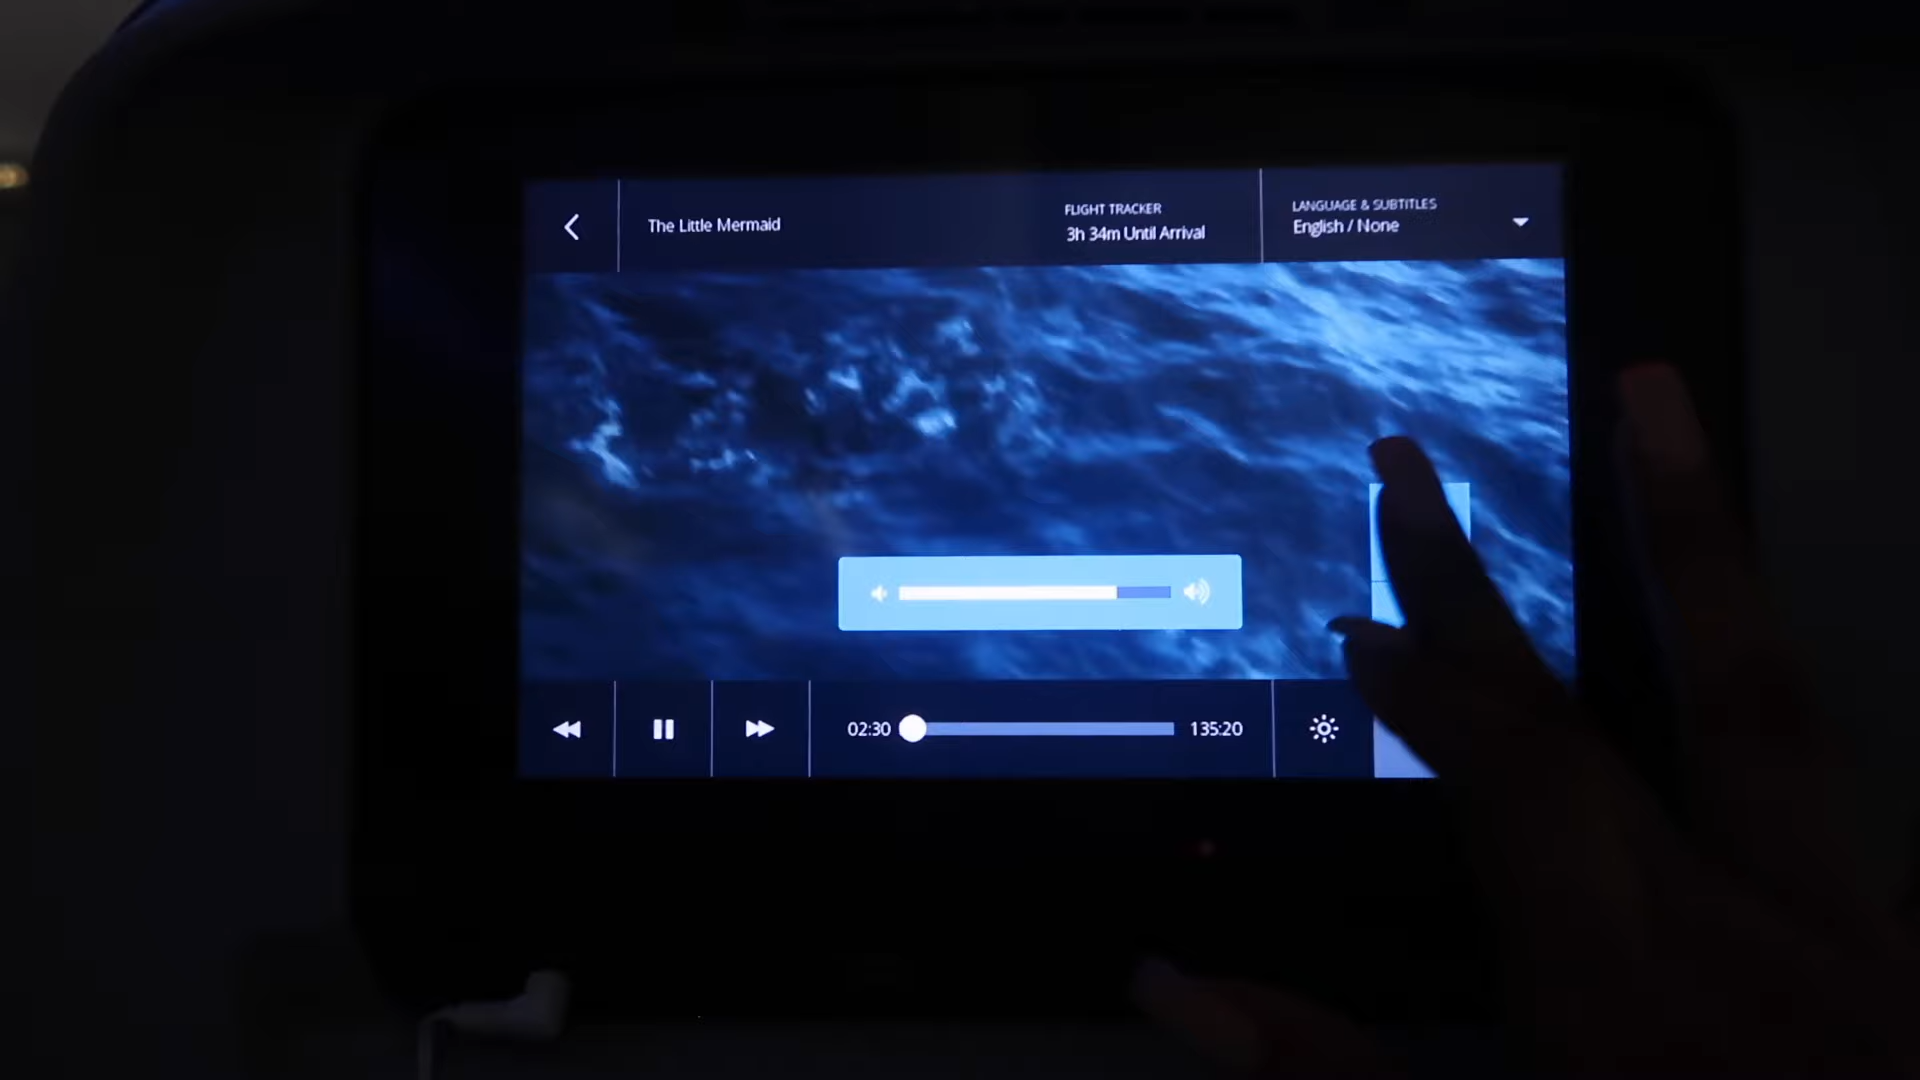 The Little Mermaid
FLIGHT TRACKER
3h 34m Until Arrival
LANGUAGE & SUBTITLES
English / None
02:30
135:20